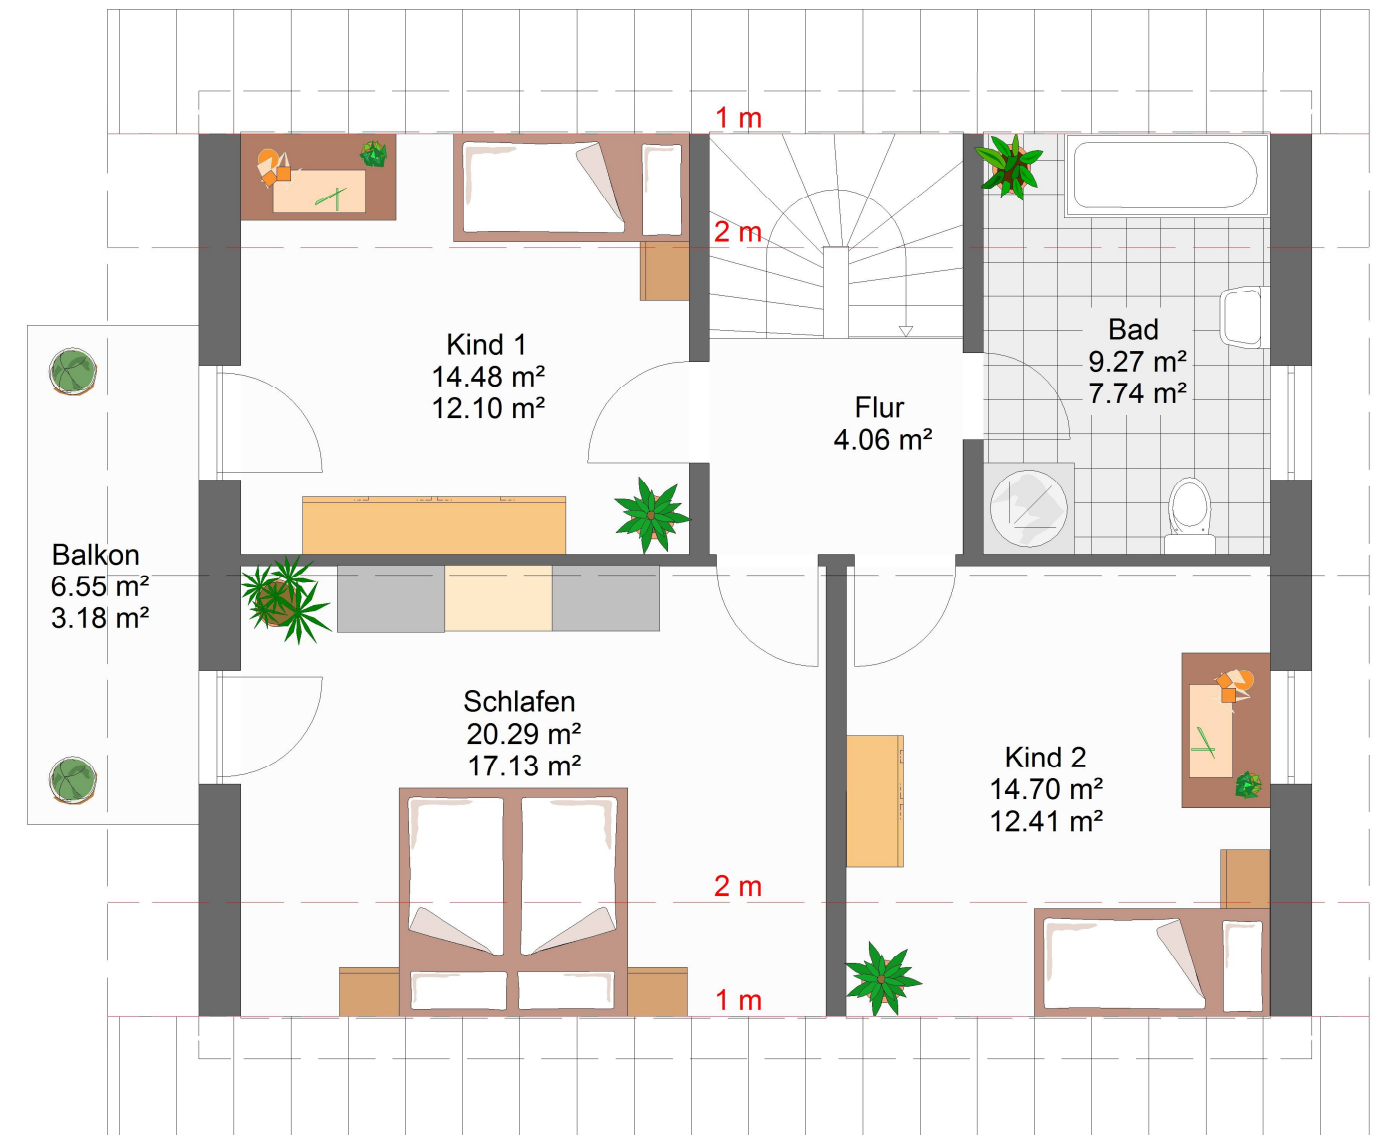 1 m
2 m
Kind 1
14.48 m²
12.10 m²
Bad
9.27 m²
7.74 m²
Flur
4.06 m²
Balkon
6.55 m²
3.18 m²
Schlafen
20.29 m²
17.13 m²
Kind 2
14.70 m²
12.41 m²
2 m
1 m